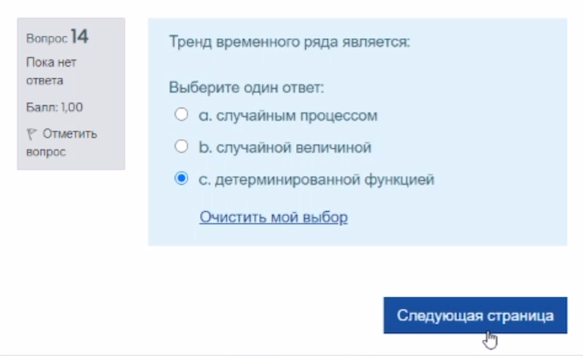 Вопрос 14
Пока нет
ответа
Балл: 1,00
Отметить
вопрос
Тренд временного ряда является:
Выберите один ответ:
a. случайным процессом
b. случайной величиной
c. детерминированной функцией
Очистить мой выбор
Следующая страница